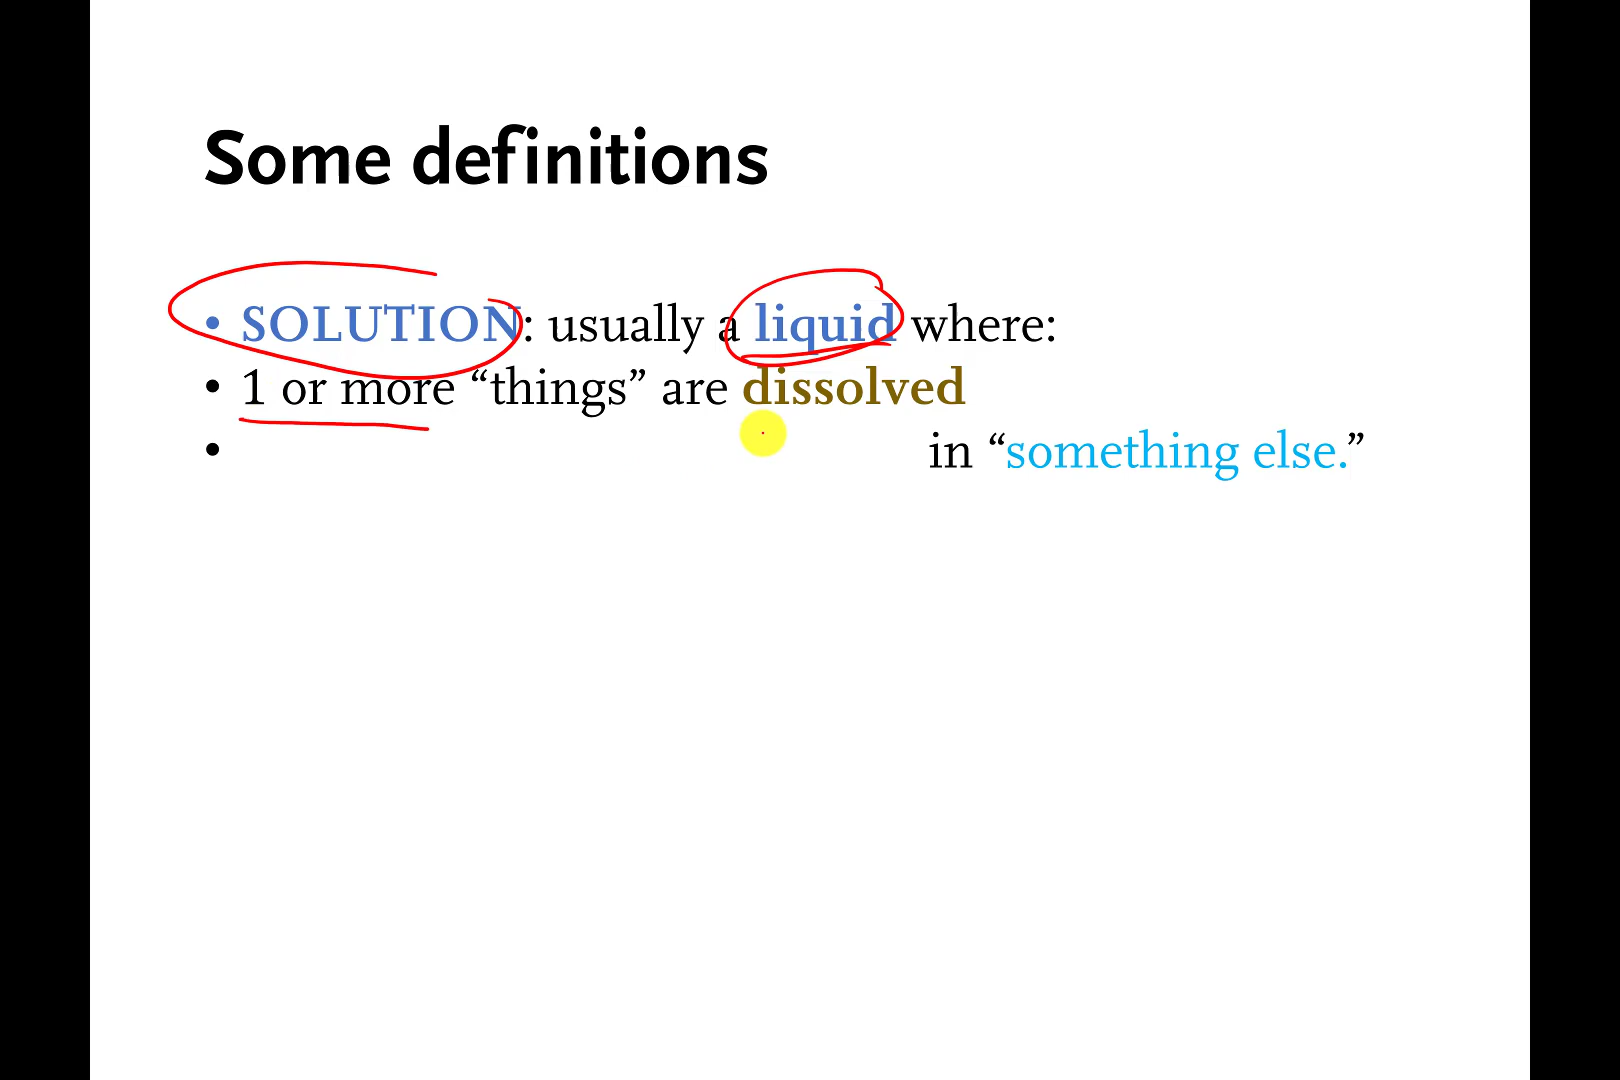 Some definitions
• SOLUTION: usually a liquid where:
• 1 or more “things” are dissolved
• in “something else.”